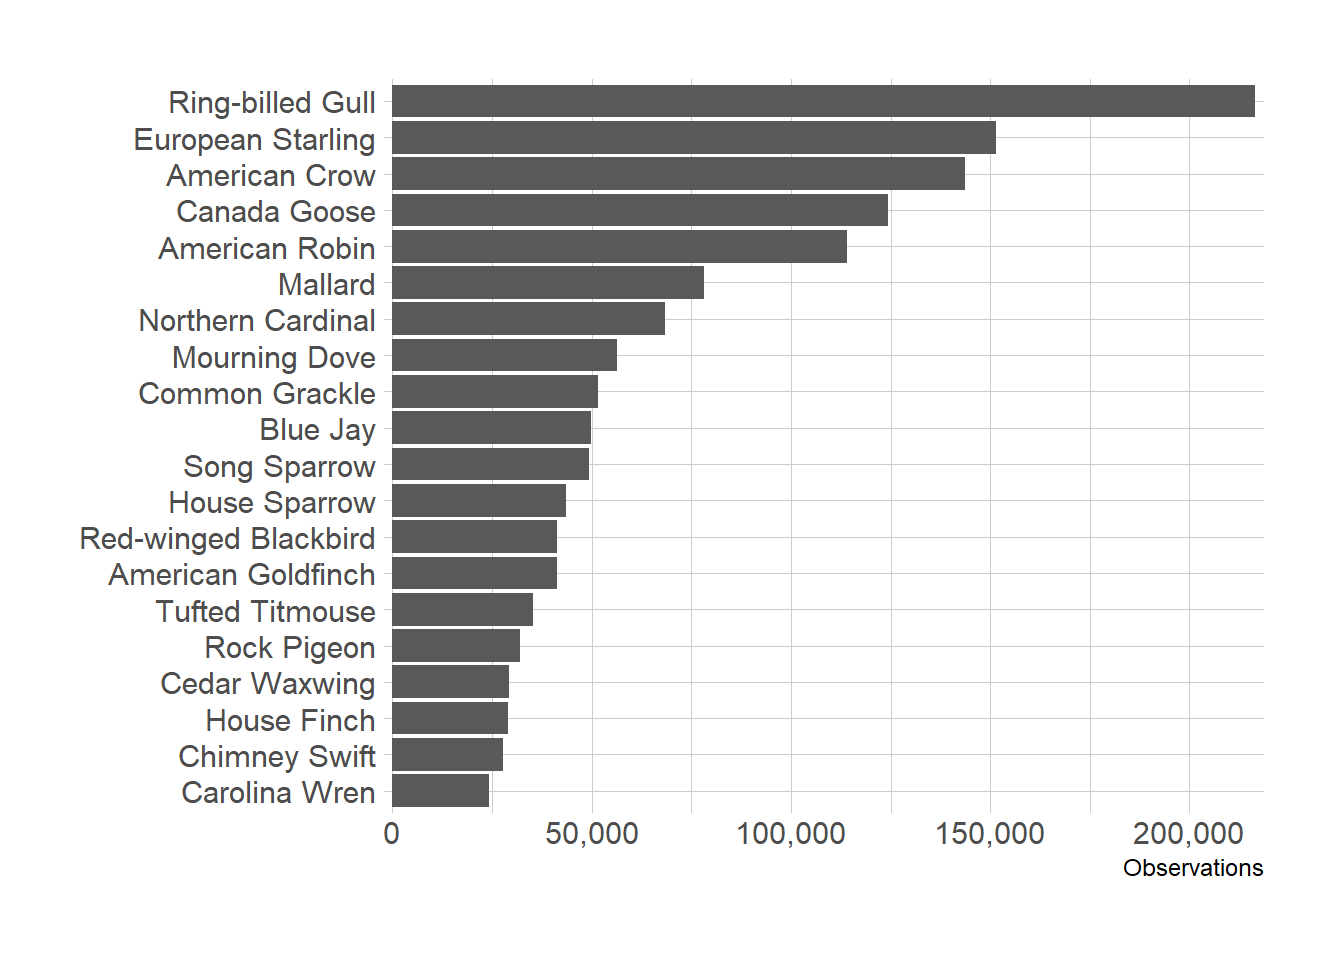 Ring-billed Gull
European Starling
American Crow
Canada Goose
American Robin
Mallard
Northern Cardinal
Mourning Dove
Common Grackle
Blue Jay
Song Sparrow
House Sparrow
Red-winged Blackbird
American Goldfinch
Tufted Titmouse
Rock Pigeon
Cedar Waxwing
House Finch
Chimney Swift
Carolina Wren
0 50,000 100,000 150,000 200,000
Observations